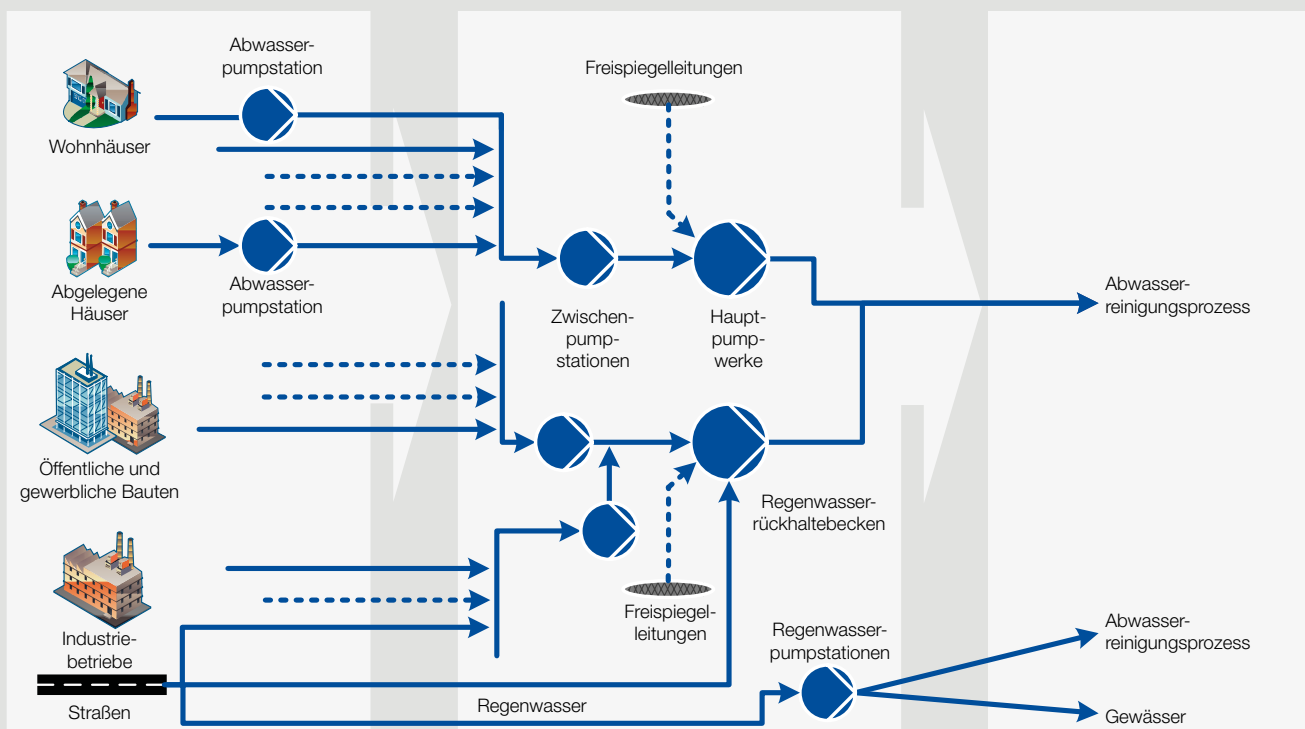 Abwasser-
pumpstation
Wohnhäuser
Abgelegene
Häuser
Abwasser-
pumpstation
Öffentliche und
gewerbliche Bauten
Industrie-
betriebe
Straßen
Freispiegelleitungen
Zwischen-
pump-
stationen
Haupt-
pump-
werke
Regenwasser-
rückhaltebecken
Freispiegel-
leitungen
Regenwasser-
pumpstationen
Regenwasser
Abwasser-
reinigungsprozess
Abwasser-
reinigungsprozess
Gewässer